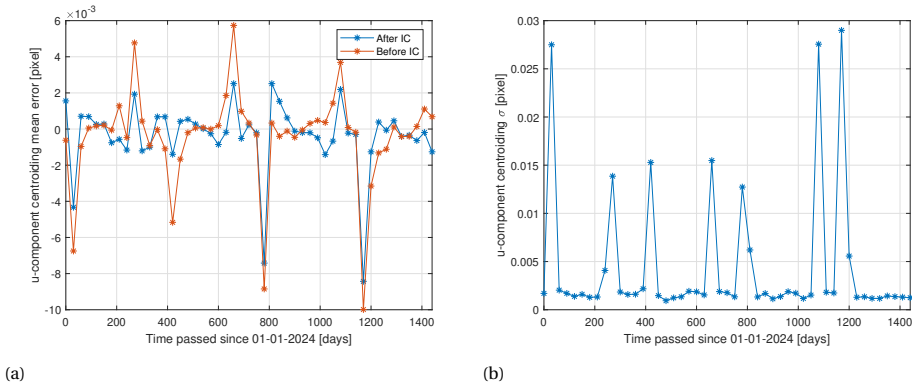 ×10⁻³
6
4
2
0
-2
-4
-6
-8
-10
u-component centroiding mean error [pixel]
After IC
Before IC
0 200 400 600 800 1000 1200 1400
Time passed since 01-01-2024 [days]
(a)
0.03
0.025
0.02
0.015
0.01
0.005
0
u-component centroiding σ [pixel]
0 200 400 600 800 1000 1200 1400
Time passed since 01-01-2024 [days]
(b)